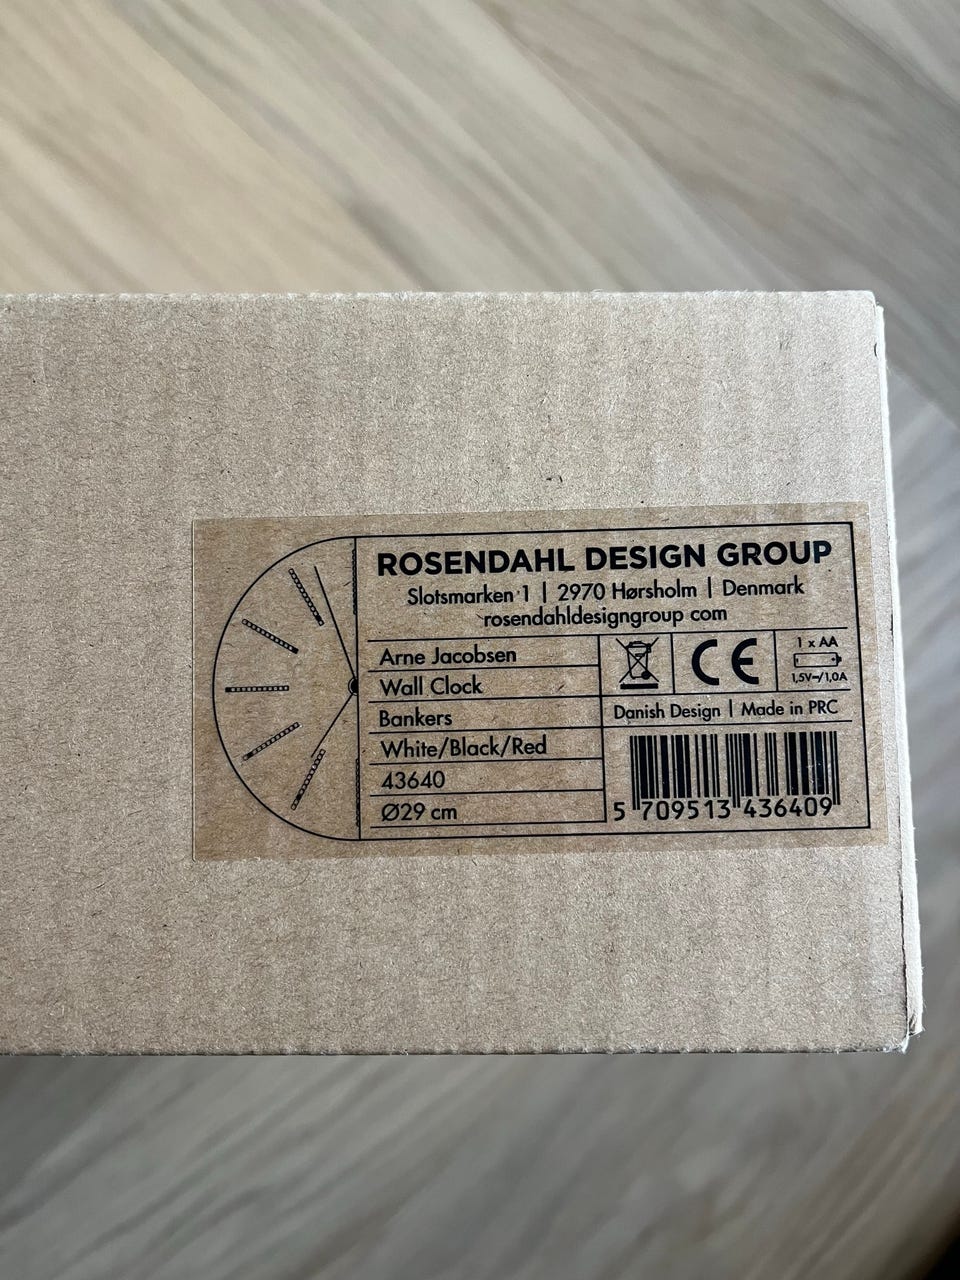 ROSENDAHL DESIGN GROUP
Slotsmarken 1 | 2970 Hørsholm | Denmark
rosendahldesigngroup com
Arne Jacobsen
Wall Clock
Bankers
White/Black/Red
43640
Ø29 cm
CE
1 x AA
1,5V⎓/1,0A
Danish Design | Made in PRC
5 709513 436409